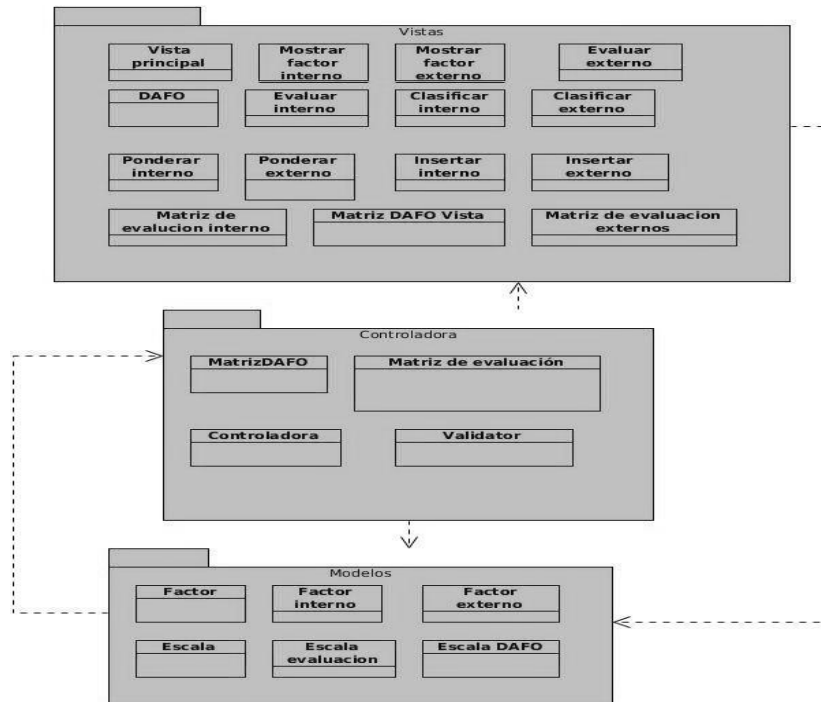 Vistas
Vista
principal
Mostrar
factor
interno
Mostrar
factor
externo
Evaluar
externo
DAFO
Evaluar
interno
Clasificar
interno
Clasificar
externo
Ponderar
interno
Ponderar
externo
Insertar
interno
Insertar
externo
Matriz de
evalucion interno
Matriz DAFO Vista
Matriz de evaluacion
externos
Controladora
MatrizDAFO
Matriz de evaluación
Controladora
Validator
Modelos
Factor
Factor
interno
Factor
externo
Escala
Escala
evaluacion
Escala DAFO